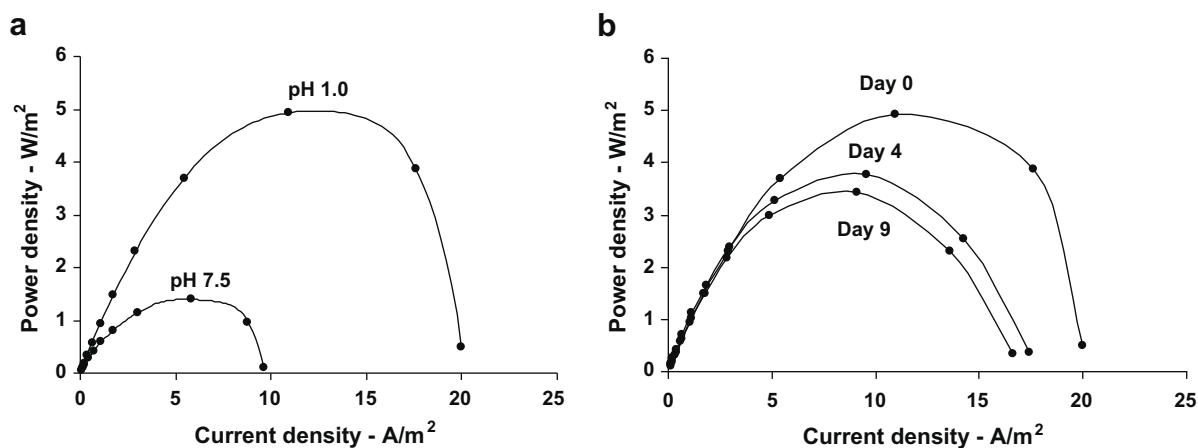 a
6
5
4
3
2
1
0
Power density - W/m²
pH 1.0
pH 7.5
0 5 10 15 20 25
Current density - A/m²
b
6
5
4
3
2
1
0
Power density - W/m²
Day 0
Day 4
Day 9
0 5 10 15 20 25
Current density - A/m²